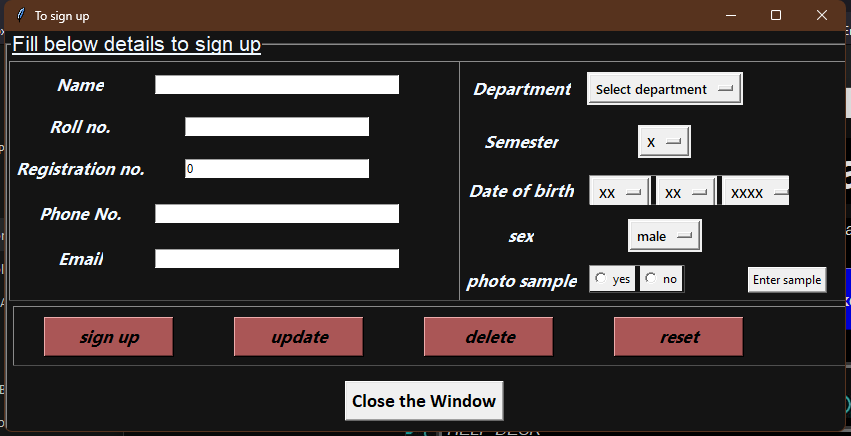 To sign up
Fill below details to sign up
Name
Roll no.
Registration no. 0
Phone No.
Email
Department Select department
Semester x
Date of birth xx xx xxxx
sex male
photo sample yes no Enter sample
sign up update delete reset
Close the Window
HELP DESK